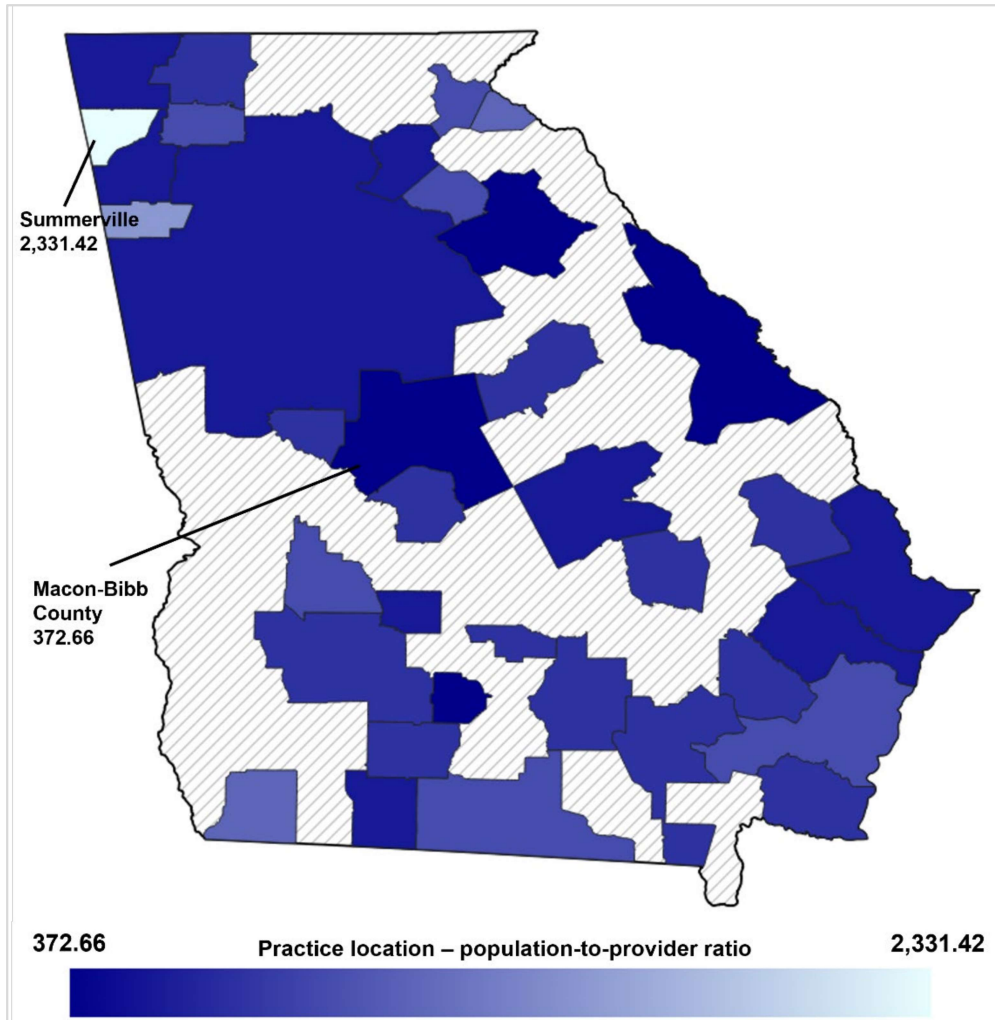 Summerville
2,331.42
Macon-Bibb
County
372.66
372.66
Practice location – population-to-provider ratio
2,331.42